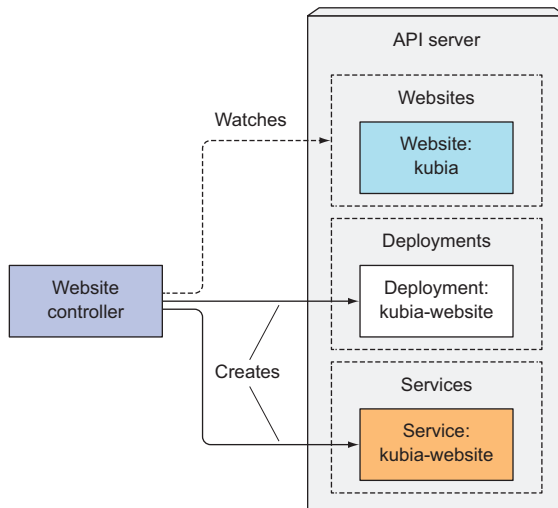 API server
Websites
Watches
Website:
kubia
Deployments
Website
controller
Deployment:
kubia-website
Creates
Services
Service:
kubia-website